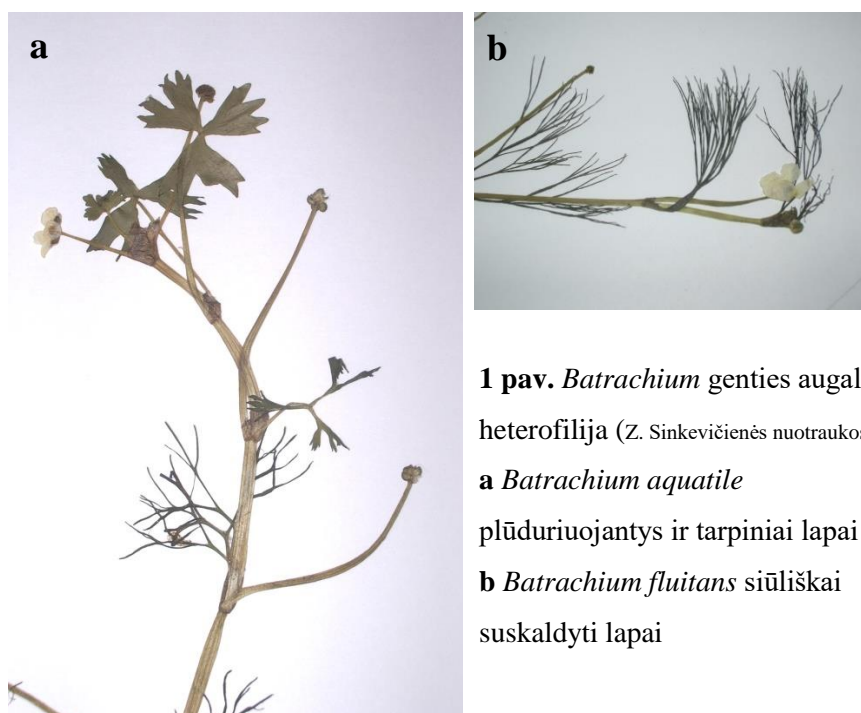 a
b
1 pav. Batrachium genties augal
heterofilija (Z. Sinkevičienės nuotraukos
a Batrachium aquatile
plūduriuojantys ir tarpiniai lapai
b Batrachium fluitans siūliškai
suskaldyti lapai